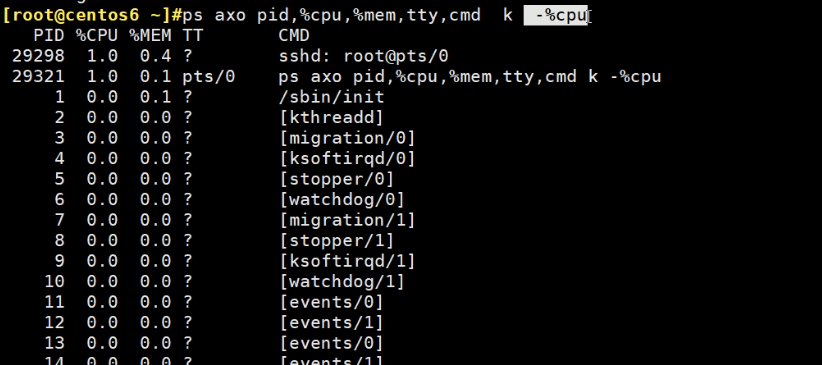 [root@centos6 ~]#ps axo pid,%cpu,%mem,tty,cmd  k  -%cpu
  PID %CPU %MEM TT       CMD
29298  1.0  0.4 ?        sshd: root@pts/0
29321  1.0  0.1 pts/0    ps axo pid,%cpu,%mem,tty,cmd k -%cpu
    1  0.0  0.1 ?        /sbin/init
    2  0.0  0.0 ?        [kthreadd]
    3  0.0  0.0 ?        [migration/0]
    4  0.0  0.0 ?        [ksoftirqd/0]
    5  0.0  0.0 ?        [stopper/0]
    6  0.0  0.0 ?        [watchdog/0]
    7  0.0  0.0 ?        [migration/1]
    8  0.0  0.0 ?        [stopper/1]
    9  0.0  0.0 ?        [ksoftirqd/1]
   10  0.0  0.0 ?        [watchdog/1]
   11  0.0  0.0 ?        [events/0]
   12  0.0  0.0 ?        [events/1]
   13  0.0  0.0 ?        [events/0]
   14  0.0  0.0 ?        [events/1]